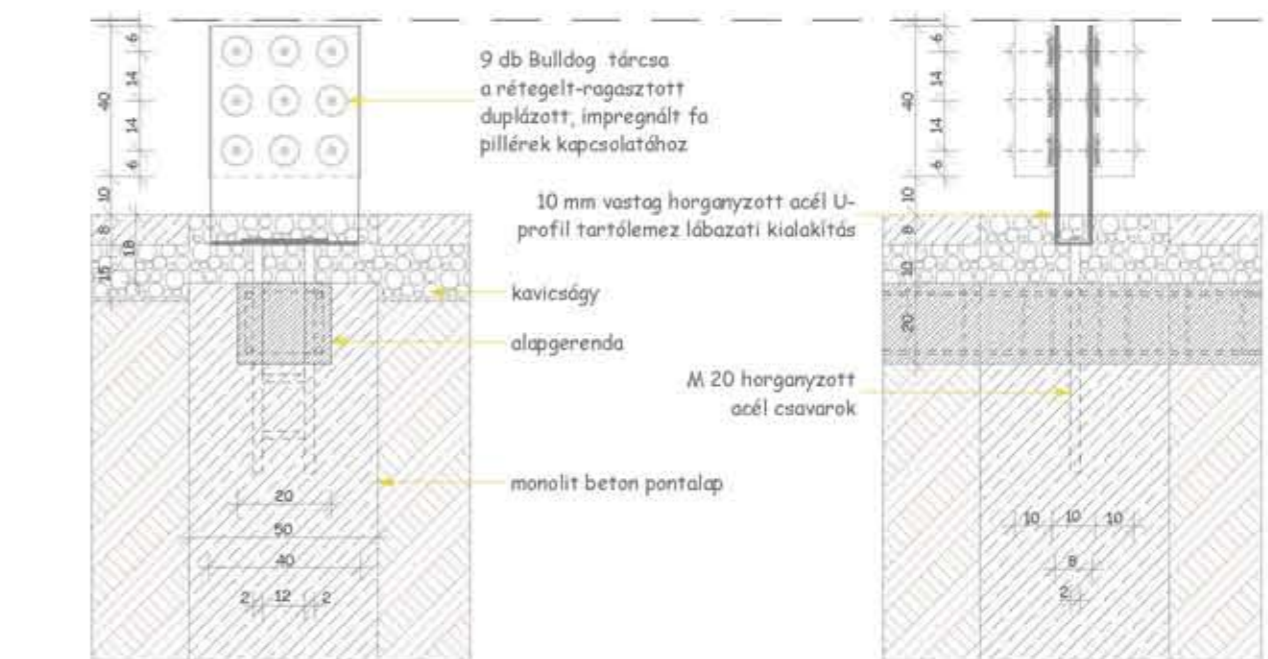 9 db Bulldog tárcsa
a rétegelt-ragasztott
duplázott, impregnált fa
pillérek kapcsolatához
10 mm vastag horganyzott acél U-
profil tartólemez lábazati kialakítás
kavicságy
alapgerenda
M 20 horganyzott
acél csavarok
monolit beton pontalap
6
14
40
14
6
10
8
18
15
20
50
40
2 12 2
6
14
40
14
6
10
8
10
20
10 10 10
8
2